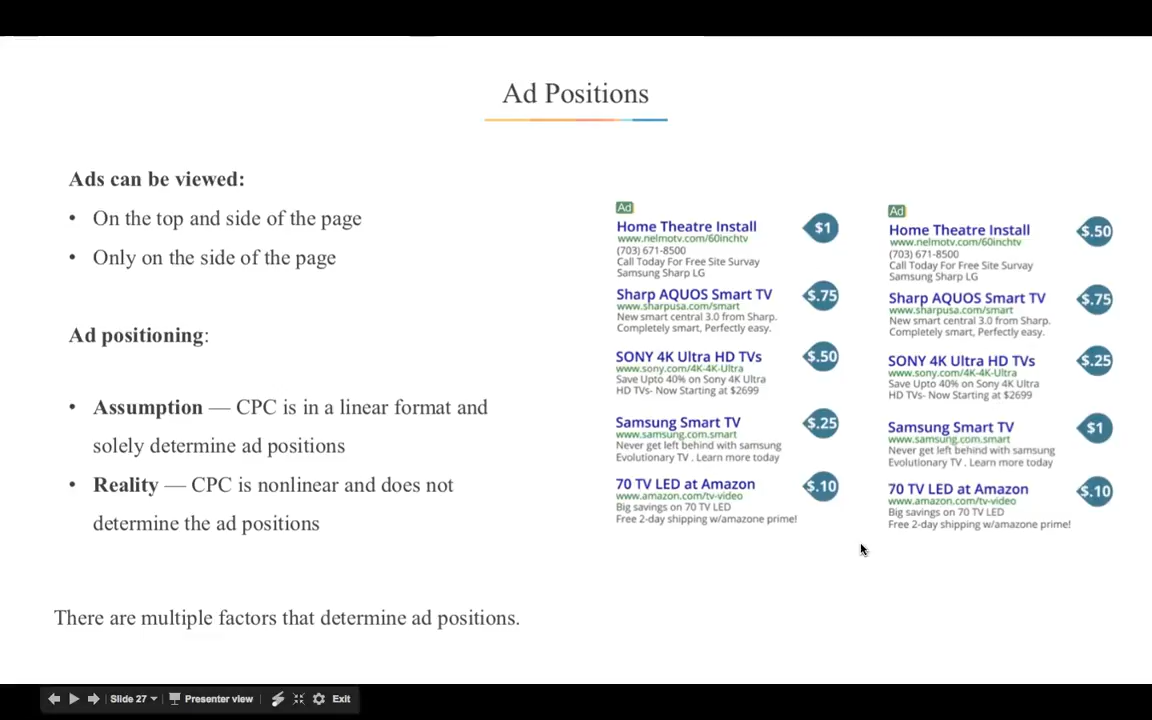 Ad Positions
Ads can be viewed:
• On the top and side of the page
• Only on the side of the page
Ad positioning:
• Assumption — CPC is in a linear format and
solely determine ad positions
• Reality — CPC is nonlinear and does not
determine the ad positions
There are multiple factors that determine ad positions.
Ad
Home Theatre Install
$1
www.nelmotv.com/60inchtv
(703) 671-8500
Call Today For Free Site Survay
Samsung Sharp LG
Sharp AQUOS Smart TV
$.75
www.sharpusa.com/smart
New smart central 3.0 from Sharp.
Completely smart, Perfectly easy.
SONY 4K Ultra HD TVs
$.50
www.sony.com/4K-4K-Ultra
Save Upto 40% on Sony 4K Ultra
HD TVs- Now Starting at $2699
Samsung Smart TV
$.25
www.samsung.com.smart
Never get left behind with samsung
Evolutionary TV . Learn more today
70 TV LED at Amazon
$.10
www.amazon.com/tv-video
Big savings on 70 TV LED
Free 2-day shipping w/amazone prime!
Ad
Home Theatre Install
$.50
www.nelmotv.com/60inchtv
(703) 671-8500
Call Today For Free Site Survay
Samsung Sharp LG
Sharp AQUOS Smart TV
$.75
www.sharpusa.com/smart
New smart central 3.0 from Sharp.
Completely smart, Perfectly easy.
SONY 4K Ultra HD TVs
$.25
www.sony.com/4K-4K-Ultra
Save Upto 40% on Sony 4K Ultra
HD TVs- Now Starting at $2699
Samsung Smart TV
$1
www.samsung.com.smart
Never get left behind with samsung
Evolutionary TV . Learn more today
70 TV LED at Amazon
$.10
www.amazon.com/tv-video
Big savings on 70 TV LED
Free 2-day shipping w/amazone prime!
Slide 27 Presenter view Exit